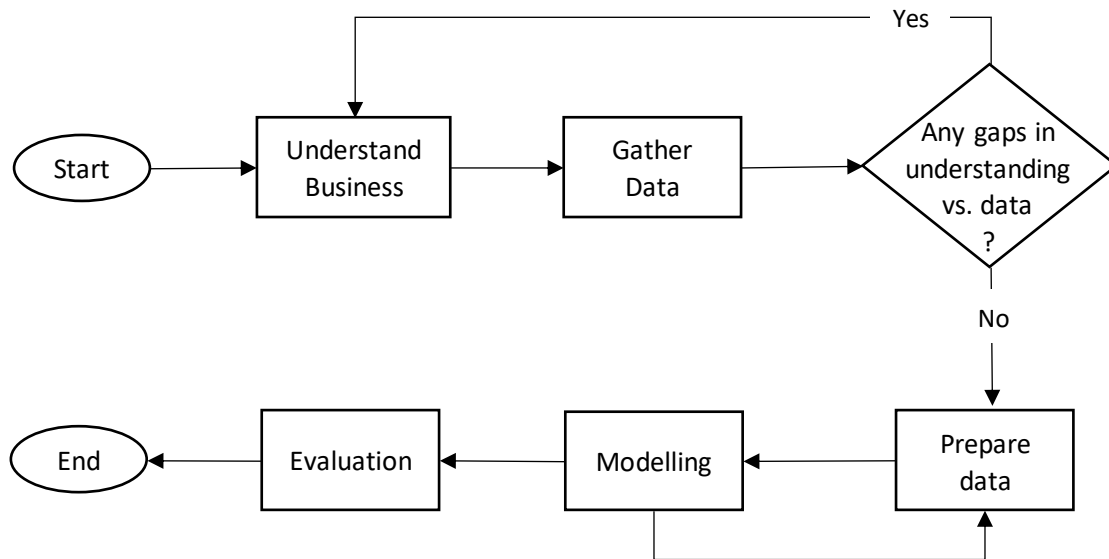 Yes
Start
Understand
Business
Gather
Data
Any gaps in
understanding
vs. data
?
No
End
Evaluation
Modelling
Prepare
data